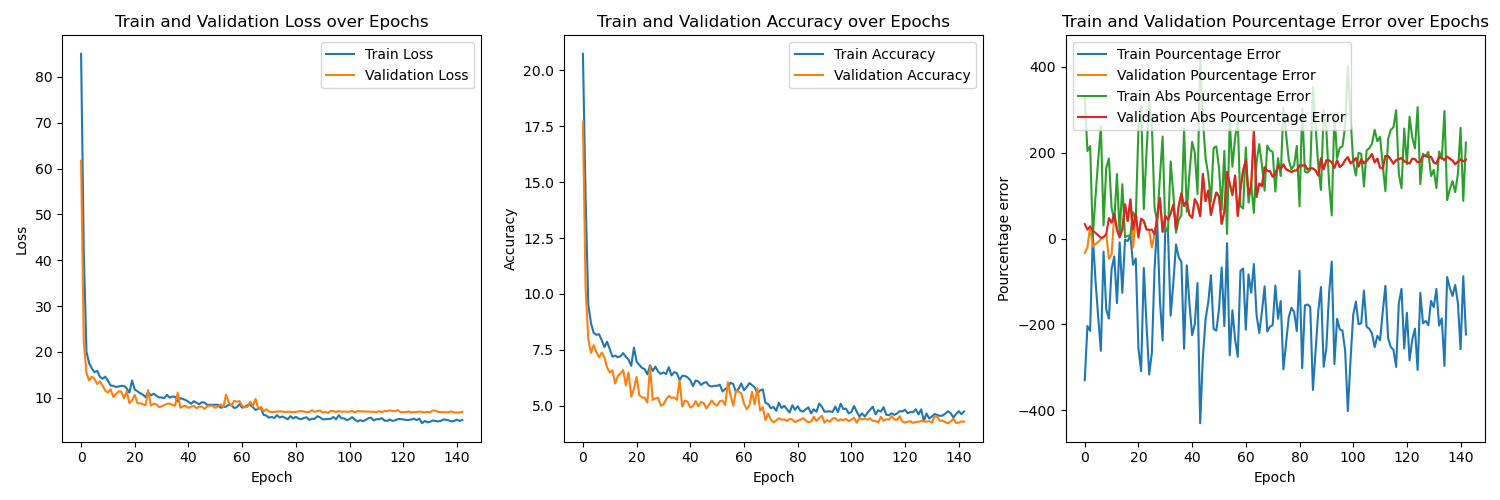 Train and Validation Loss over Epochs
Train Loss
Validation Loss
Loss
80
70
60
50
40
30
20
10
0 20 40 60 80 100 120 140
Epoch
Train and Validation Accuracy over Epochs
Train Accuracy
Validation Accuracy
Accuracy
20.0
17.5
15.0
12.5
10.0
7.5
5.0
0 20 40 60 80 100 120 140
Epoch
Train and Validation Pourcentage Error over Epochs
Train Pourcentage Error
Validation Pourcentage Error
Train Abs Pourcentage Error
Validation Abs Pourcentage Error
Pourcentage error
400
200
0
−200
−400
0 20 40 60 80 100 120 140
Epoch